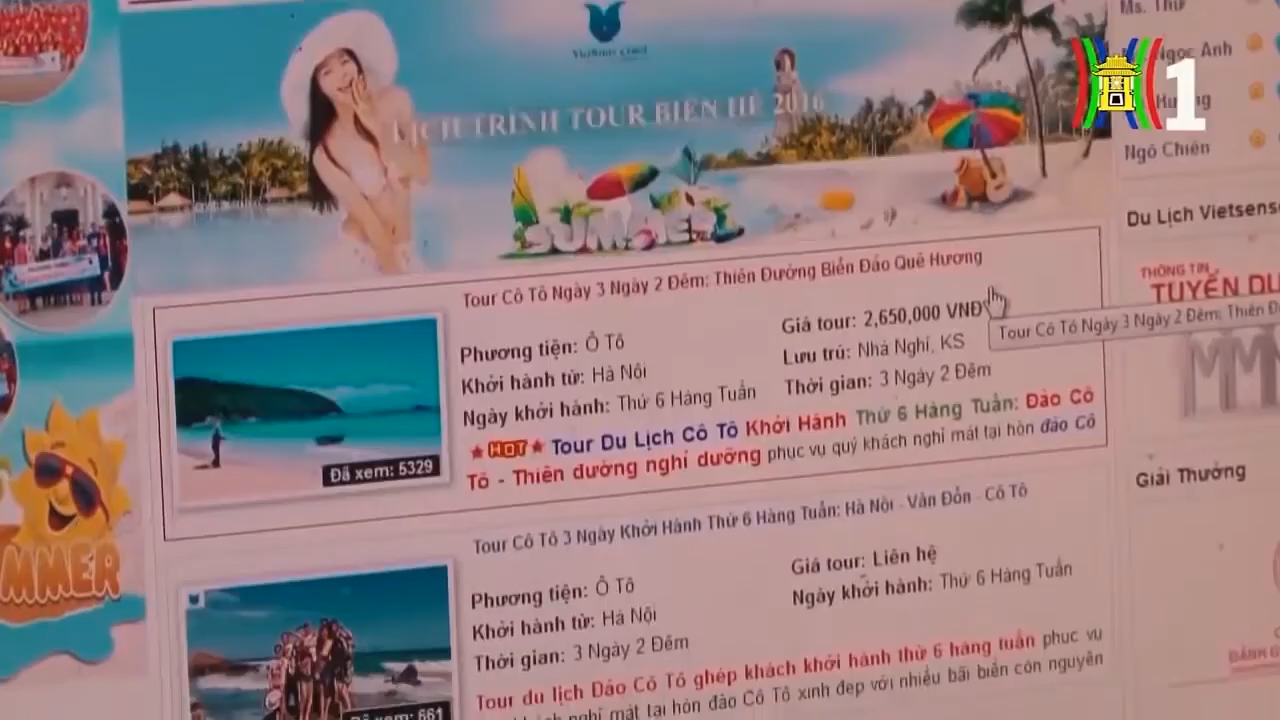 Ms. Thư
Ngọc Anh
1
LỊCH TRÌNH TOUR BIỂN HÈ 2016
Ngô Chiên
SUMMER
Du Lịch Vietsense
Tour Cô Tô Ngày 3 Ngày 2 Đêm: Thiên Đường Biển Đảo Quê Hương
THÔNG TIN
TUYỂN DỤ
Phương tiện: Ô Tô
Giá tour: 2,650,000 VNĐ
Tour Cô Tô Ngày 3 Ngày 2 Đêm: Thiên Đ
Khởi hành từ: Hà Nội
Lưu trú: Nhà Nghỉ, KS
Ngày khởi hành: Thứ 6 Hàng Tuần
Thời gian: 3 Ngày 2 Đêm
HOT Tour Du Lịch Cô Tô Khởi Hành Thứ 6 Hàng Tuần: Đảo Cô
Tô - Thiên đường nghỉ dưỡng phục vụ quý khách nghỉ mát tại hòn đảo Cô
Đã xem: 5329
Giải Thưởng
MMER
Tour Cô Tô 3 Ngày Khởi Hành Thứ 6 Hàng Tuần: Hà Nội - Vân Đồn - Cô Tô
Phương tiện: Ô Tô
Giá tour: Liên hệ
Khởi hành từ: Hà Nội
Ngày khởi hành: Thứ 6 Hàng Tuần
Thời gian: 3 Ngày 2 Đêm
Tour du lịch Đảo Cô Tô ghép khách khởi hành thứ 6 hàng tuần phục vụ
khách nghỉ mát tại hòn đảo Cô Tô xinh đẹp với nhiều bãi biển còn nguyên
Đã xem: 661